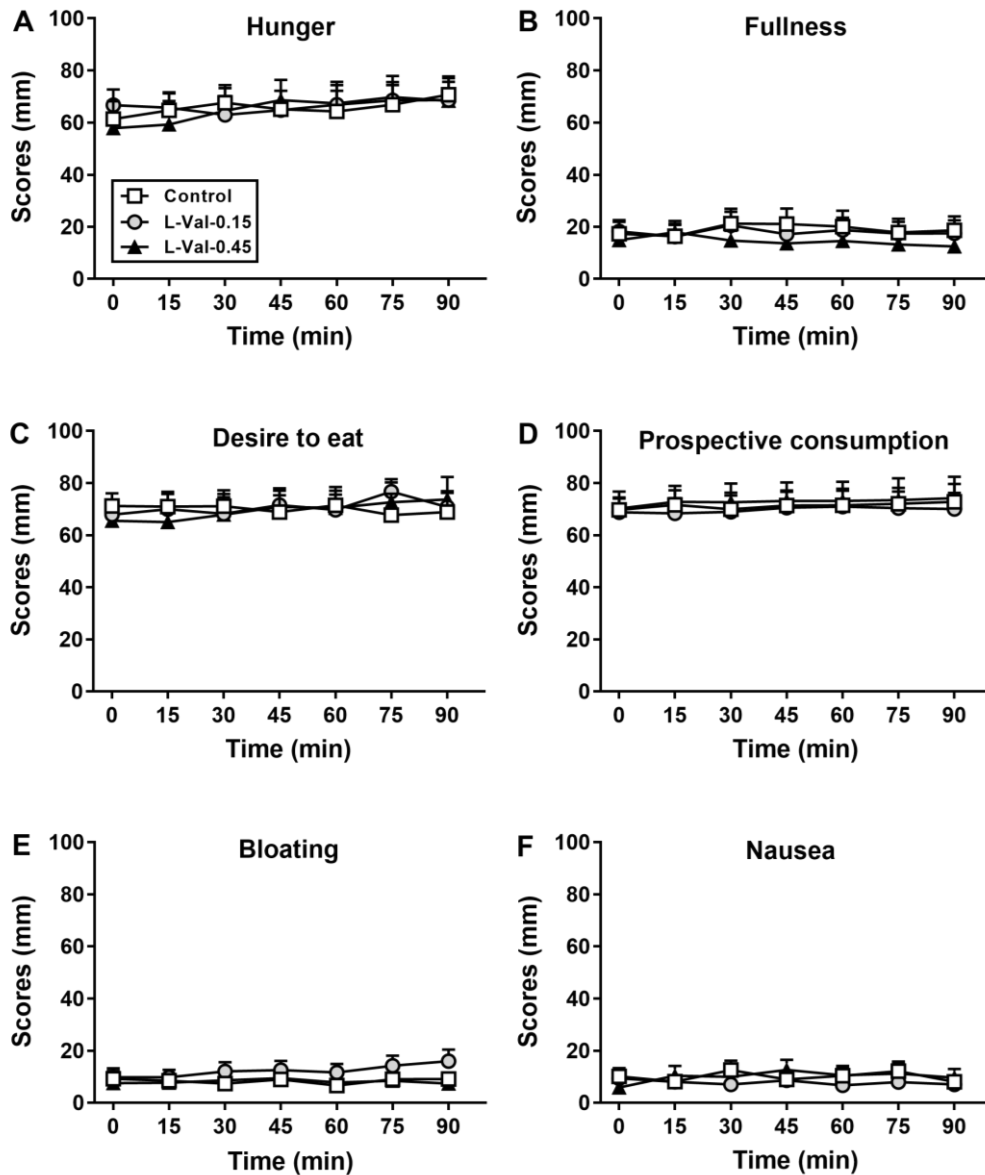 A
Hunger
Scores (mm)
100
80
60
40
20
0
Control
L-Val-0.15
L-Val-0.45
0 15 30 45 60 75 90
Time (min)
B
Fullness
Scores (mm)
100
80
60
40
20
0
0 15 30 45 60 75 90
Time (min)
C
Desire to eat
Scores (mm)
100
80
60
40
20
0
0 15 30 45 60 75 90
Time (min)
D
Prospective consumption
Scores (mm)
100
80
60
40
20
0
0 15 30 45 60 75 90
Time (min)
E
Bloating
Scores (mm)
100
80
60
40
20
0
0 15 30 45 60 75 90
Time (min)
F
Nausea
Scores (mm)
100
80
60
40
20
0
0 15 30 45 60 75 90
Time (min)